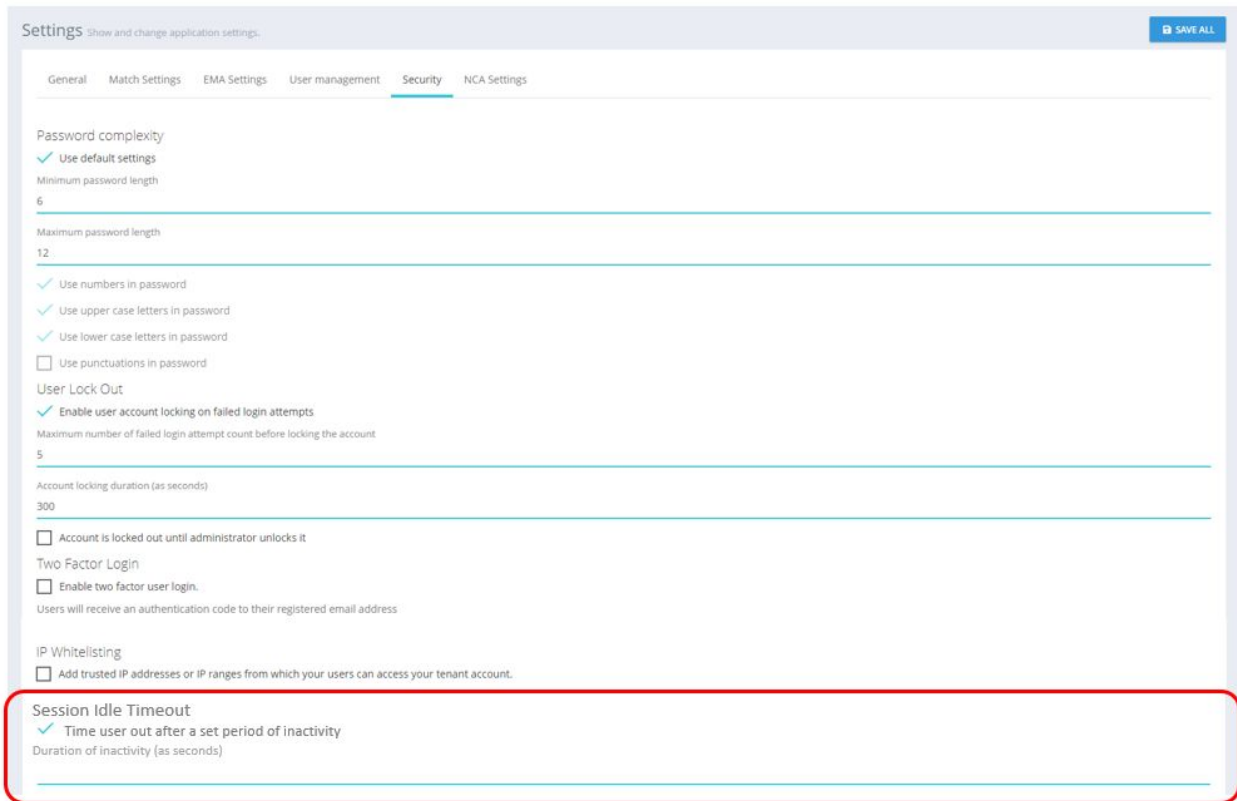 Settings Show and change application settings.
SAVE ALL
General Match Settings EMA Settings User management Security NCA Settings
Password complexity
Use default settings
Minimum password length
6
Maximum password length
12
Use numbers in password
Use upper case letters in password
Use lower case letters in password
Use punctuations in password
User Lock Out
Enable user account locking on failed login attempts
Maximum number of failed login attempt count before locking the account
5
Account locking duration (as seconds)
300
Account is locked out until administrator unlocks it
Two Factor Login
Enable two factor user login.
Users will receive an authentication code to their registered email address
IP Whitelisting
Add trusted IP addresses or IP ranges from which your users can access your tenant account.
Session Idle Timeout
Time user out after a set period of inactivity
Duration of inactivity (as seconds)